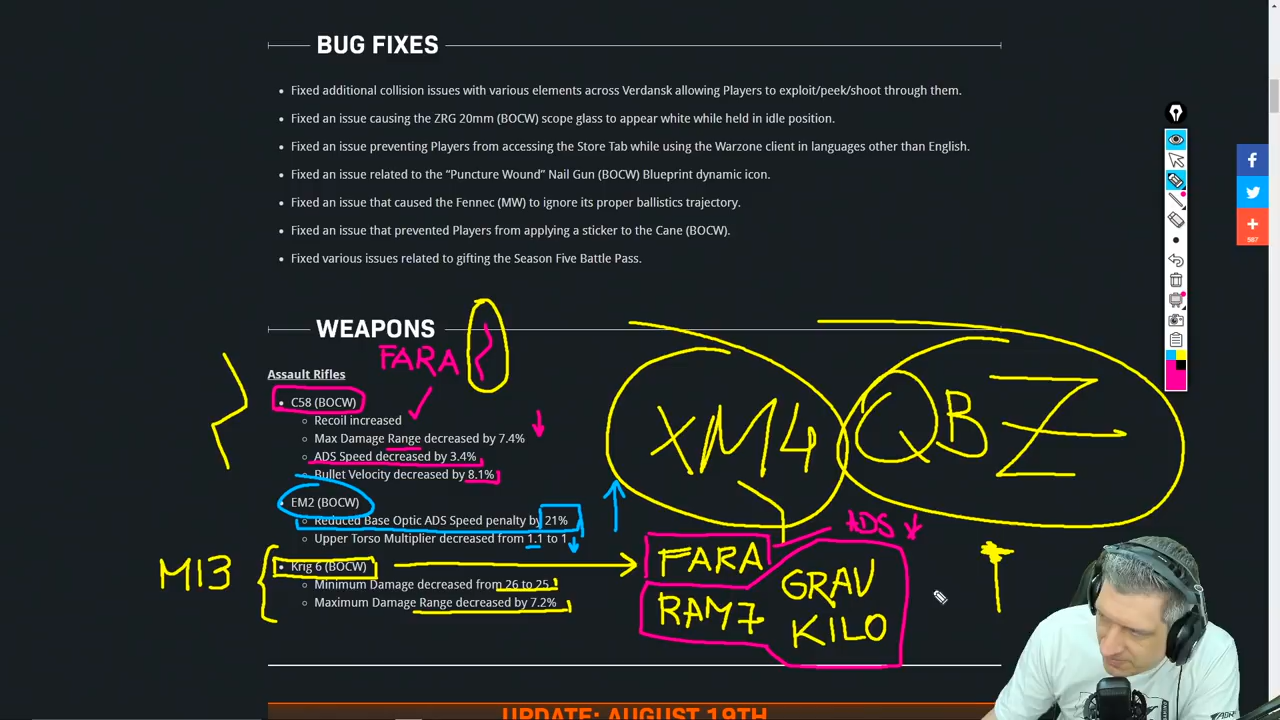 BUG FIXES
Fixed additional collision issues with various elements across Verdansk allowing Players to exploit/peek/shoot through them.
Fixed an issue causing the ZRG 20mm (BOCW) scope glass to appear white while held in idle position.
Fixed an issue preventing Players from accessing the Store Tab while using the Warzone client in languages other than English.
Fixed an issue related to the “Puncture Wound” Nail Gun (BOCW) Blueprint dynamic icon.
Fixed an issue that caused the Fennec (MW) to ignore its proper ballistics trajectory.
Fixed an issue that prevented Players from applying a sticker to the Cane (BOCW).
Fixed various issues related to gifting the Season Five Battle Pass.
WEAPONS
FARA
Assault Rifles
C58 (BOCW)
Recoil increased
Max Damage Range decreased by 7.4%
ADS Speed decreased by 3.4%
Bullet Velocity decreased by 8.1%
EM2 (BOCW)
Reduced Base Optic ADS Speed penalty by 21%
Upper Torso Multiplier decreased from 1.1 to 1
Krig 6 (BOCW)
Minimum Damage decreased from 26 to 25
Maximum Damage Range decreased by 7.2%
M13
XM4
QBZ
ADS
FARA
GRAV
RAM7
KILO
UPDATE: AUGUST 19TH
567